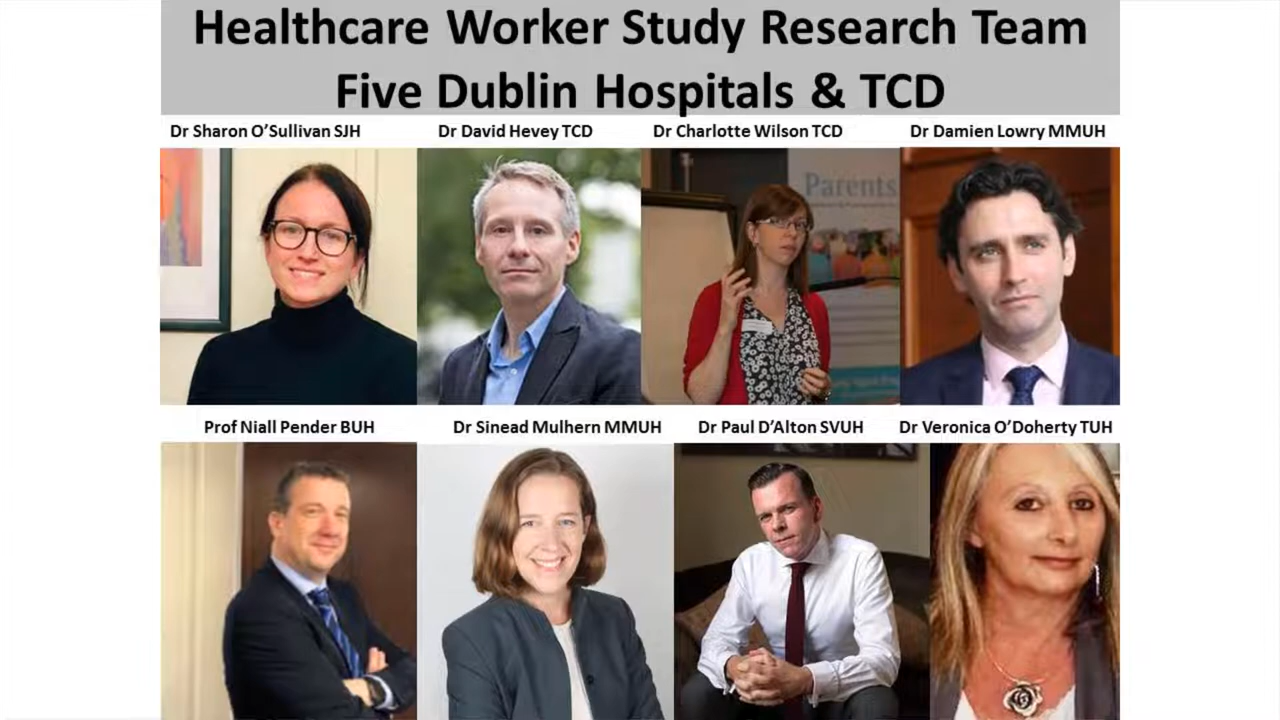 Healthcare Worker Study Research Team
Five Dublin Hospitals & TCD
Dr Sharon O’Sullivan SJH
Dr David Hevey TCD
Dr Charlotte Wilson TCD
Dr Damien Lowry MMUH
Parents
Prof Niall Pender BUH
Dr Sinead Mulhern MMUH
Dr Paul D’Alton SVUH
Dr Veronica O’Doherty TUH